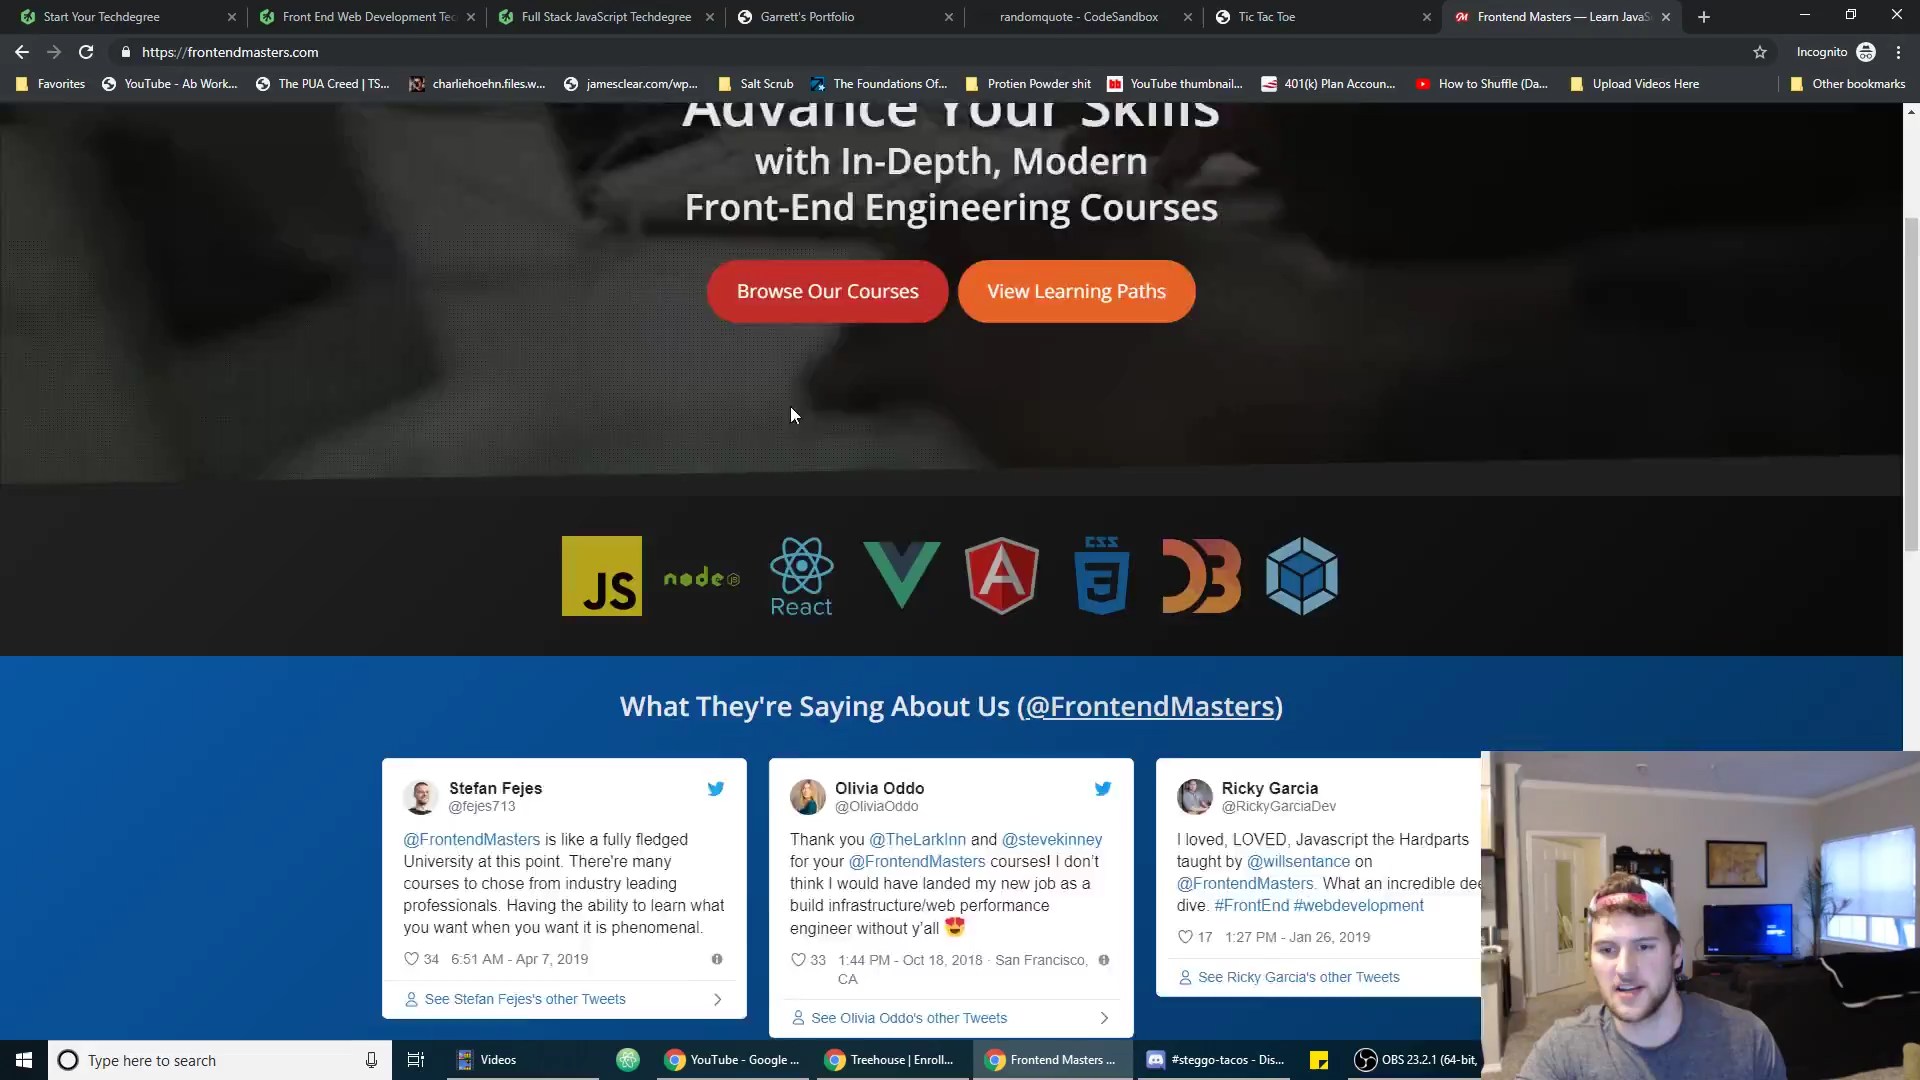 Start Your Techdegree
Front End Web Development Tec
Full Stack JavaScript Techdegree
Garrett's Portfolio
randomquote - CodeSandbox
Tic Tac Toe
Frontend Masters — Learn JavaS
https://frontendmasters.com
Incognito
Favorites
YouTube - Ab Work...
The PUA Creed | TS...
charliehoehn.files.w...
jamesclear.com/wp...
Salt Scrub
The Foundations Of...
Protien Powder shit
YouTube thumbnail...
401(k) Plan Accoun...
How to Shuffle (Da...
Upload Videos Here
Other bookmarks
Advance Your Skills
with In-Depth, Modern
Front-End Engineering Courses
Browse Our Courses
View Learning Paths
JS
node JS
React
A
CSS
3
D3
What They're Saying About Us (@FrontendMasters)
Stefan Fejes
@fejes713
@FrontendMasters is like a fully fledged
University at this point. There're many
courses to chose from industry leading
professionals. Having the ability to learn what
you want when you want it is phenomenal.
34 6:51 AM - Apr 7, 2019
See Stefan Fejes's other Tweets
Olivia Oddo
@OliviaOddo
Thank you @TheLarkInn and @stevekinney
for your @FrontendMasters courses! I don't
think I would have landed my new job as a
build infrastructure/web performance
engineer without y'all 😍
33 1:44 PM - Oct 18, 2018 · San Francisco,
CA
See Olivia Oddo's other Tweets
Ricky Garcia
@RickyGarciaDev
I loved, LOVED, Javascript the Hardparts
taught by @willsentance on
@FrontendMasters. What an incredible dee
dive. #FrontEnd #webdevelopment
17 1:27 PM - Jan 26, 2019
See Ricky Garcia's other Tweets
Type here to search
Videos
YouTube - Google ...
Treehouse | Enroll...
Frontend Masters ...
#steggo-tacos - Dis...
OBS 23.2.1 (64-bit,